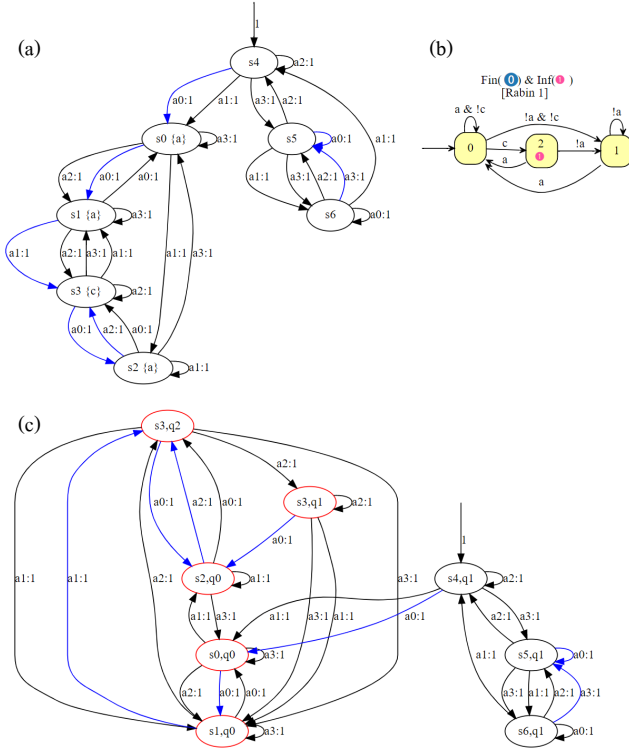 (a)
1
s4
a2:1
a0:1
a1:1
a3:1
a2:1
s0 {a}
a3:1
s5
a0:1
a2:1
a0:1
a0:1
a1:1
a3:1
a2:1
a3:1
a1:1
s1 {a}
a3:1
s6
a0:1
a1:1
a2:1
a3:1
a1:1
a1:1
a3:1
s3 {c}
a2:1
a0:1
a2:1
a0:1
s2 {a}
a1:1
(b)
Fin( 0 ) & Inf( ! )
[Rabin 1]
a & !c
!a & !c
!a
0
c
a
2
!
!a
1
a
(c)
s3,q2
a2:1
s3,q1
a2:1
a0:1
a2:1
a0:1
a0:1
1
a1:1
a1:1
a2:1
s2,q0
a1:1
a3:1
s4,q1
a2:1
a1:1
a3:1
a3:1
a1:1
a0:1
a1:1
a2:1
a3:1
s0,q0
a3:1
s5,q1
a0:1
a2:1
a0:1
a0:1
a3:1
a1:1
a2:1
a3:1
s1,q0
a3:1
s6,q1
a0:1